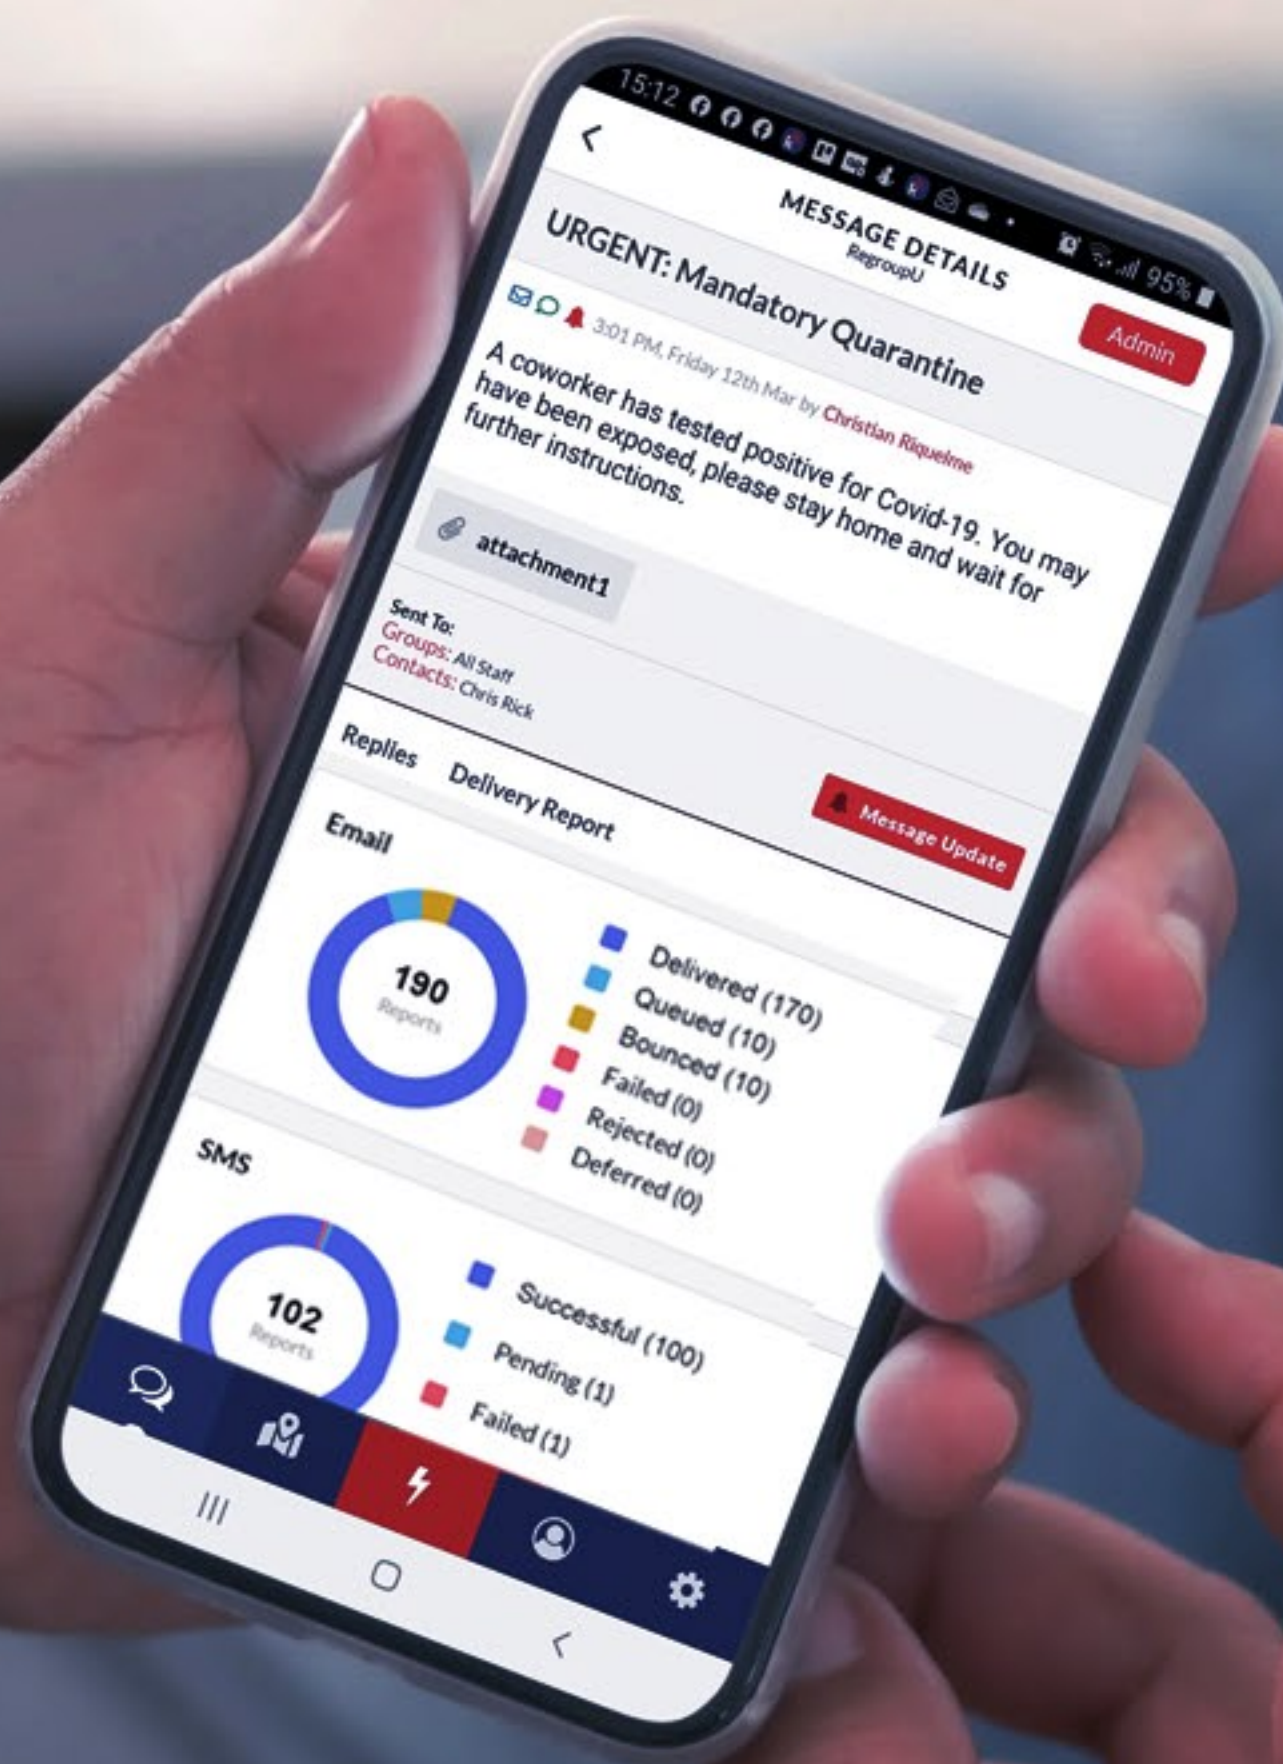 15:12
95%
MESSAGE DETAILS
RegroupU
Admin
URGENT: Mandatory Quarantine
3:01 PM, Friday 12th Mar by Christian Riquelme
A coworker has tested positive for Covid-19. You may
have been exposed, please stay home and wait for
further instructions.
attachment1
Sent To:
Groups: All Staff
Contacts: Chris Rick
Message Update
Replies Delivery Report
Email
190
Reports
Delivered (170)
Queued (10)
Bounced (10)
Failed (0)
Rejected (0)
Deferred (0)
SMS
102
Reports
Successful (100)
Pending (1)
Failed (1)